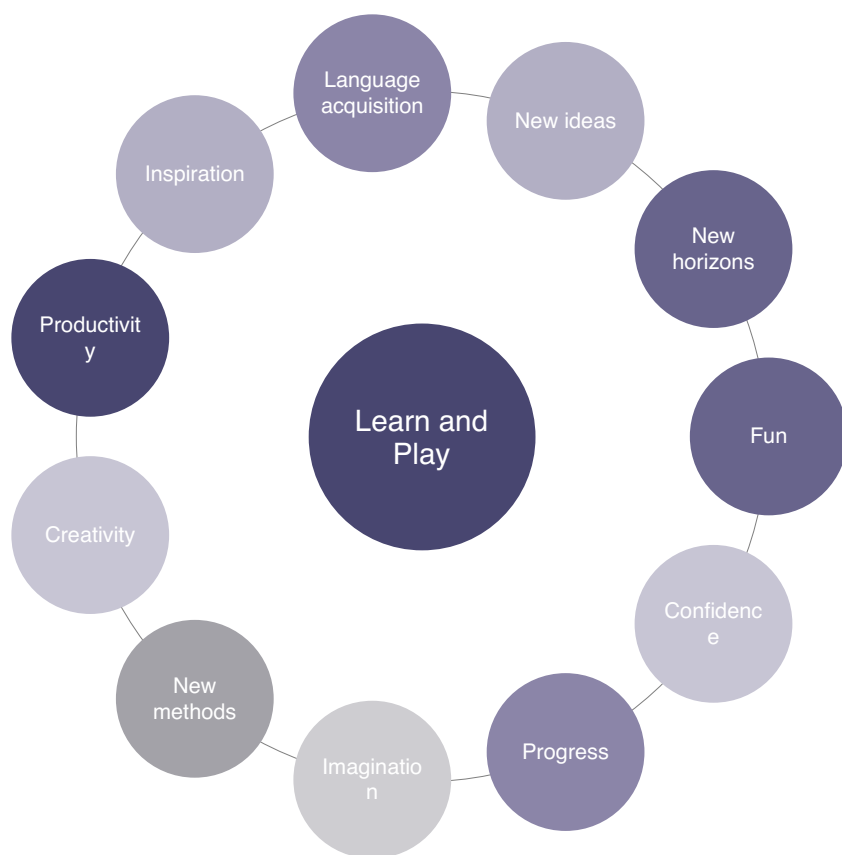 Language
acquisition
New ideas
New
horizons
Fun
Confidenc
e
Progress
Imaginatio
n
New
methods
Creativity
Productivit
y
Inspiration
Learn and
Play